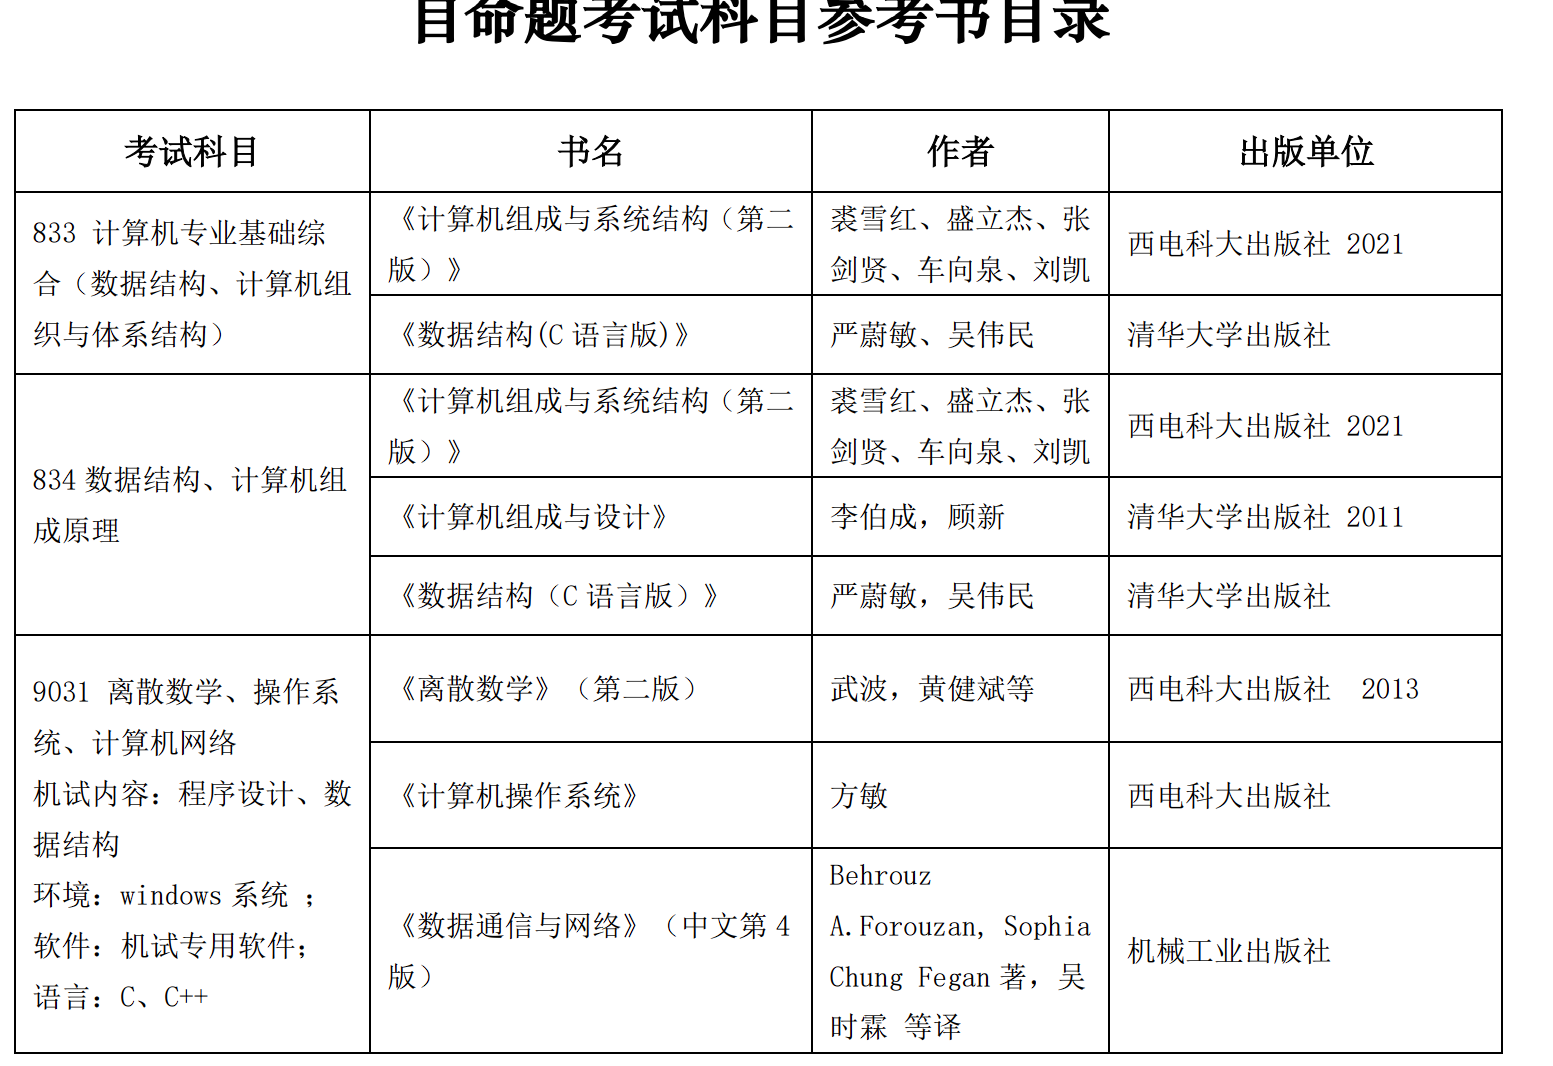 自命题考试科目参考书目录
考试科目 书名 作者 出版单位
833 计算机专业基础综
合（数据结构、计算机组
织与体系结构）
《计算机组成与系统结构（第二
版）》
裘雪红、盛立杰、张
剑贤、车向泉、刘凯
西电科大出版社 2021
《数据结构(C 语言版)》
严蔚敏、吴伟民
清华大学出版社
834 数据结构、计算机组
成原理
《计算机组成与系统结构（第二
版）》
裘雪红、盛立杰、张
剑贤、车向泉、刘凯
西电科大出版社 2021
《计算机组成与设计》
李伯成，顾新
清华大学出版社 2011
《数据结构（C 语言版）》
严蔚敏，吴伟民
清华大学出版社
9031 离散数学、操作系
统、计算机网络
机试内容：程序设计、数
据结构
环境：windows 系统 ；
软件：机试专用软件；
语言：C、C++
《离散数学》（第二版）
武波，黄健斌等
西电科大出版社 2013
《计算机操作系统》
方敏
西电科大出版社
《数据通信与网络》（中文第 4
版）
Behrouz
A.Forouzan, Sophia
Chung Fegan 著，吴
时霖 等译
机械工业出版社